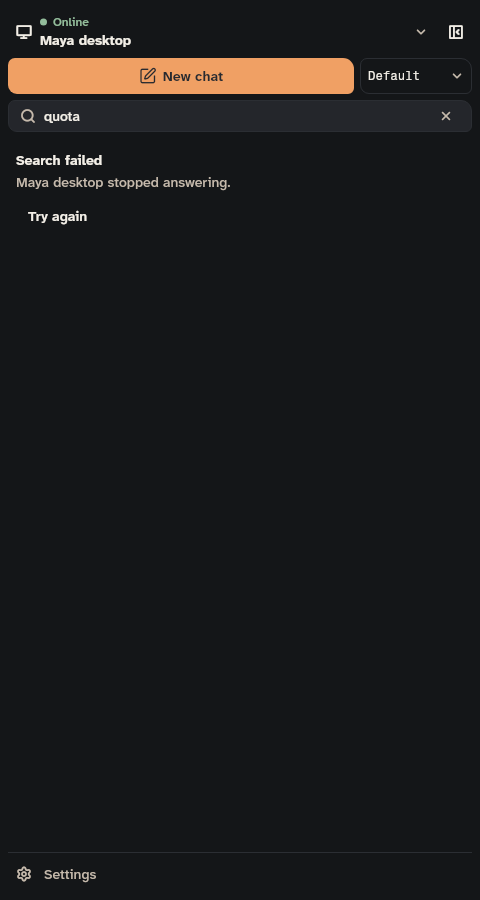 Online
Maya desktop
New chat
Default
quota
Search failed
Maya desktop stopped answering.
Try again
Settings